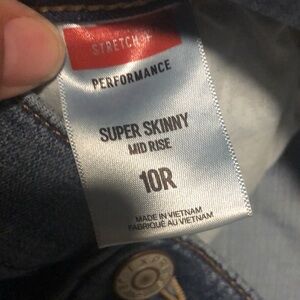 STRETCH+
PERFORMANCE
SUPER SKINNY
MID RISE
10R
MADE IN VIETNAM
FABRIQUÉ AU VIETNAM